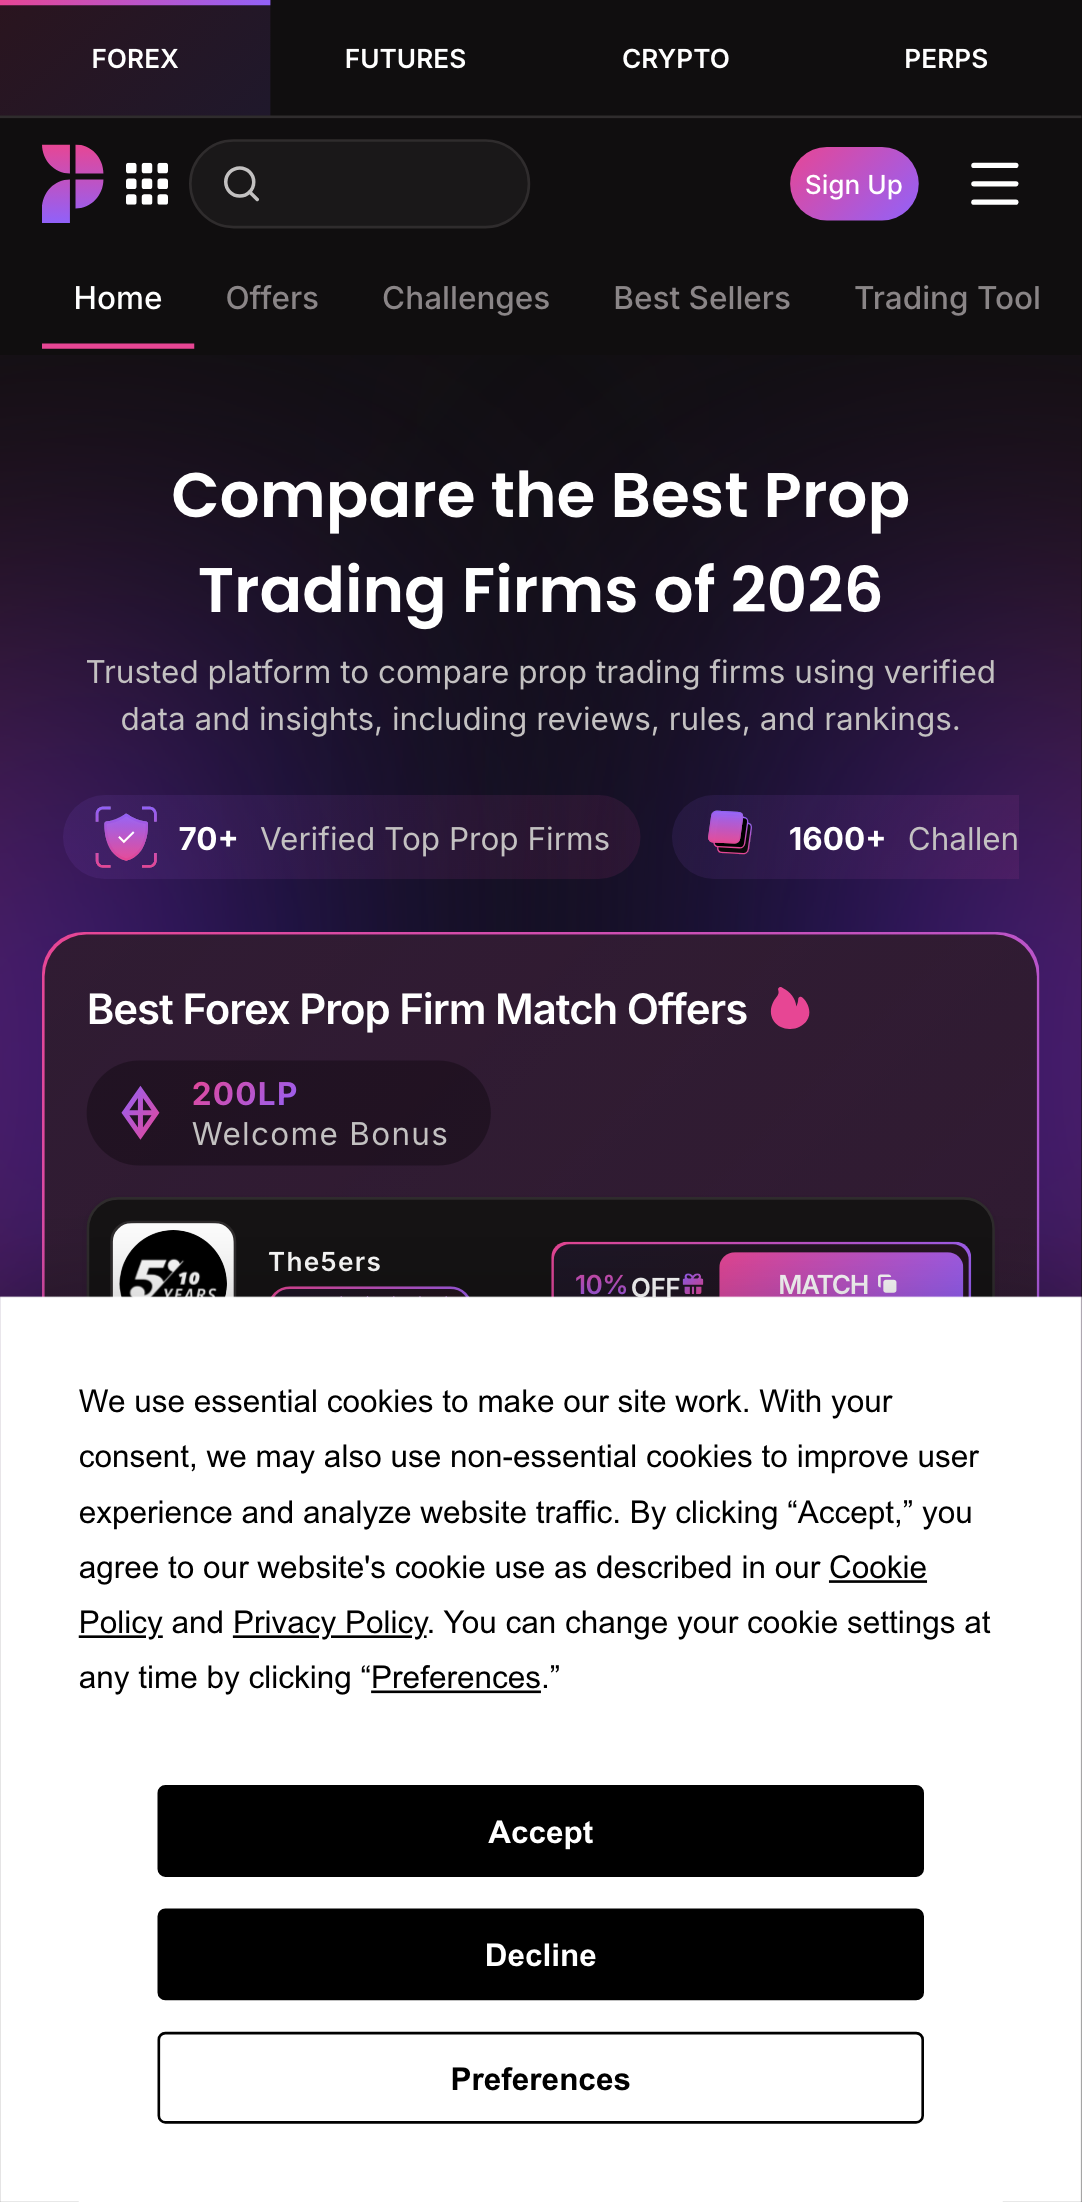 FOREX FUTURES CRYPTO PERPS
Sign Up
Home Offers Challenges Best Sellers Trading Tool
Compare the Best Prop
Trading Firms of 2026
Trusted platform to compare prop trading firms using verified
data and insights, including reviews, rules, and rankings.
70+ Verified Top Prop Firms 1600+ Challen
Best Forex Prop Firm Match Offers
200LP
Welcome Bonus
5% 10
YEARS
The5ers
10% OFF MATCH
We use essential cookies to make our site work. With your
consent, we may also use non-essential cookies to improve user
experience and analyze website traffic. By clicking “Accept,” you
agree to our website's cookie use as described in our Cookie
Policy and Privacy Policy. You can change your cookie settings at
any time by clicking “Preferences.”
Accept
Decline
Preferences